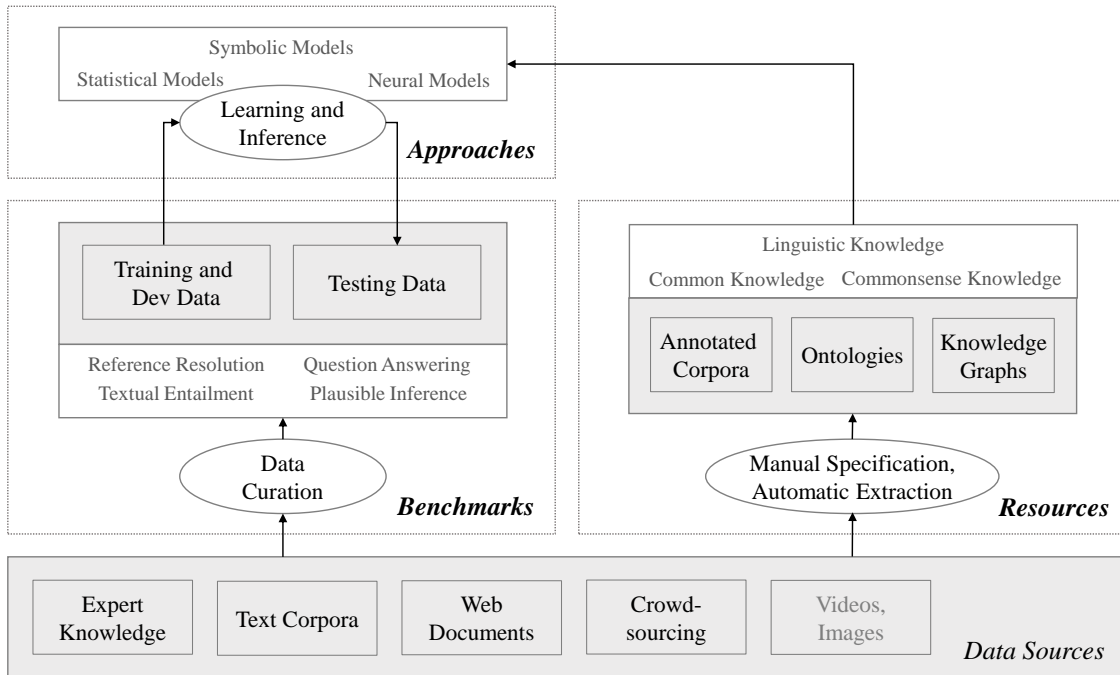 Symbolic Models
Statistical Models
Neural Models
Learning and
Inference
Approaches
Training and
Dev Data
Testing Data
Reference Resolution
Question Answering
Textual Entailment
Plausible Inference
Data
Curation
Benchmarks
Linguistic Knowledge
Common Knowledge
Commonsense Knowledge
Annotated
Corpora
Ontologies
Knowledge
Graphs
Manual Specification,
Automatic Extraction
Resources
Expert
Knowledge
Text Corpora
Web
Documents
Crowd-
sourcing
Videos,
Images
Data Sources